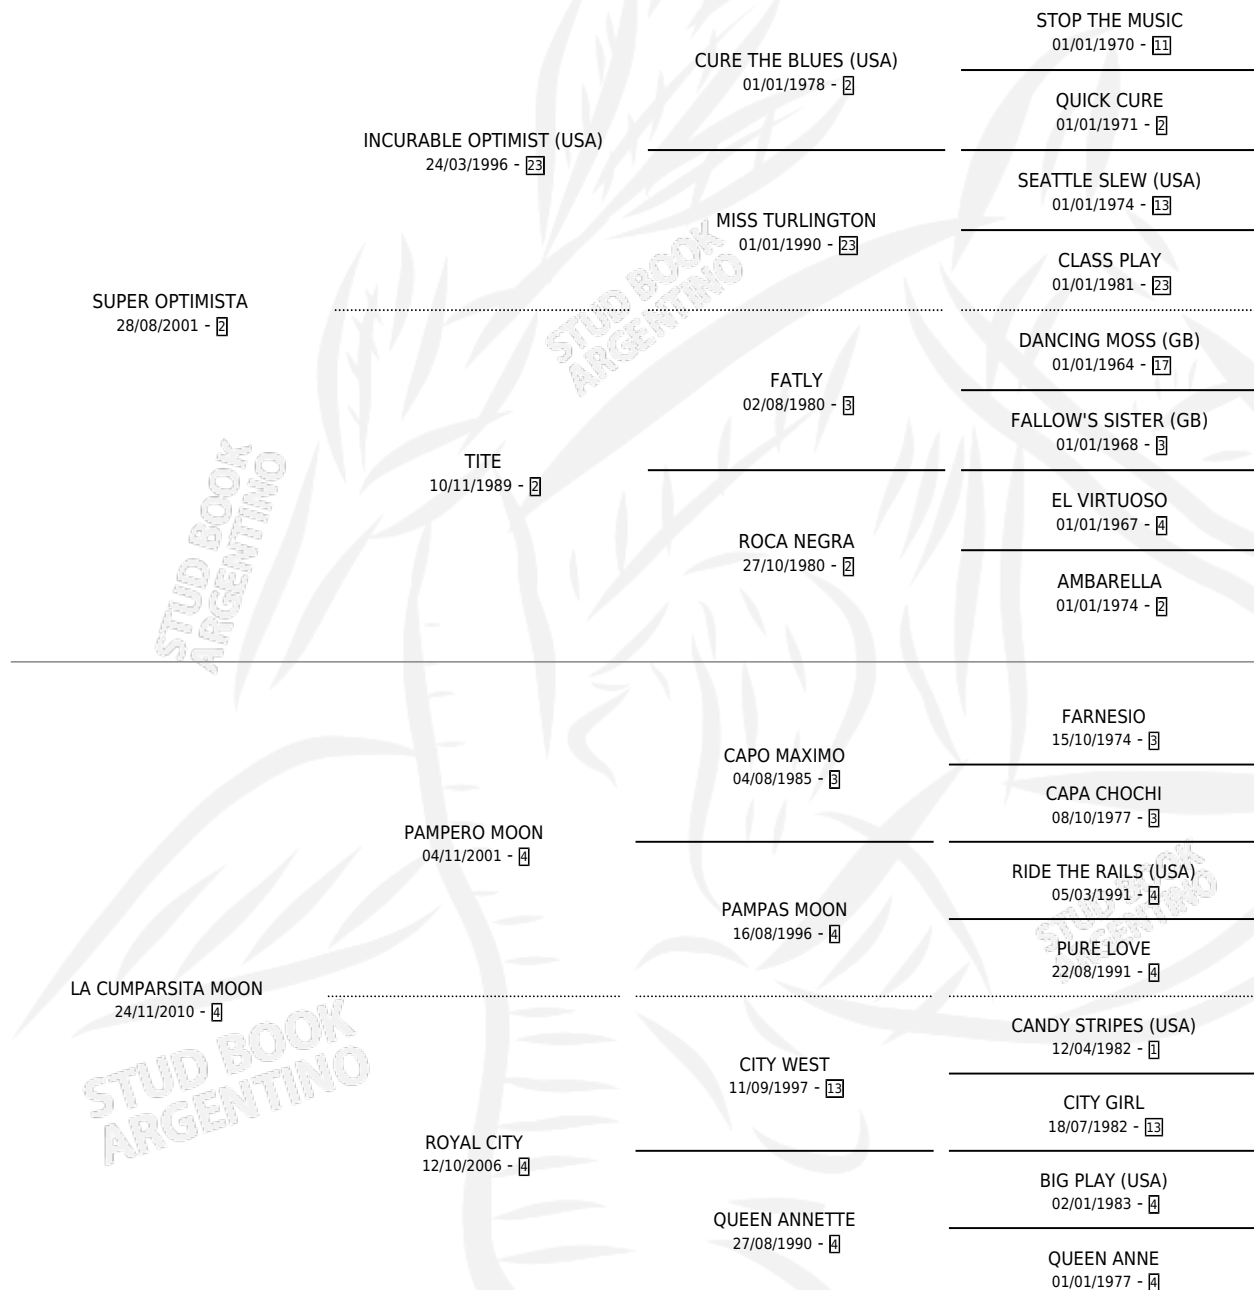 STOP THE MUSIC
01/01/1970 - 11
CURE THE BLUES (USA)
01/01/1978 - 2
QUICK CURE
01/01/1971 - 2
INCURABLE OPTIMIST (USA)
24/03/1996 - 23
SEATTLE SLEW (USA)
01/01/1974 - 13
MISS TURLINGTON
01/01/1990 - 23
CLASS PLAY
01/01/1981 - 23
SUPER OPTIMISTA
28/08/2001 - 2
DANCING MOSS (GB)
01/01/1964 - 17
FATLY
02/08/1980 - 3
FALLOW'S SISTER (GB)
01/01/1968 - 3
TITE
10/11/1989 - 2
EL VIRTUOSO
01/01/1967 - 4
ROCA NEGRA
27/10/1980 - 2
AMBARELLA
01/01/1974 - 2
FARNESIO
15/10/1974 - 3
CAPO MAXIMO
04/08/1985 - 3
CAPA CHOCHI
08/10/1977 - 3
PAMPERO MOON
04/11/2001 - 4
RIDE THE RAILS (USA)
05/03/1991 - 4
PAMPAS MOON
16/08/1996 - 4
PURE LOVE
22/08/1991 - 4
LA CUMPARSITA MOON
24/11/2010 - 4
CANDY STRIPES (USA)
12/04/1982 - 1
CITY WEST
11/09/1997 - 13
CITY GIRL
18/07/1982 - 13
ROYAL CITY
12/10/2006 - 4
BIG PLAY (USA)
02/01/1983 - 4
QUEEN ANNETTE
27/08/1990 - 4
QUEEN ANNE
01/01/1977 - 4
STUD BOOK
ARGENTINO
STUD BOOK
ARGENTINO
STUD BOOK
ARGENTINO
STUD BOOK
ARGENTINO